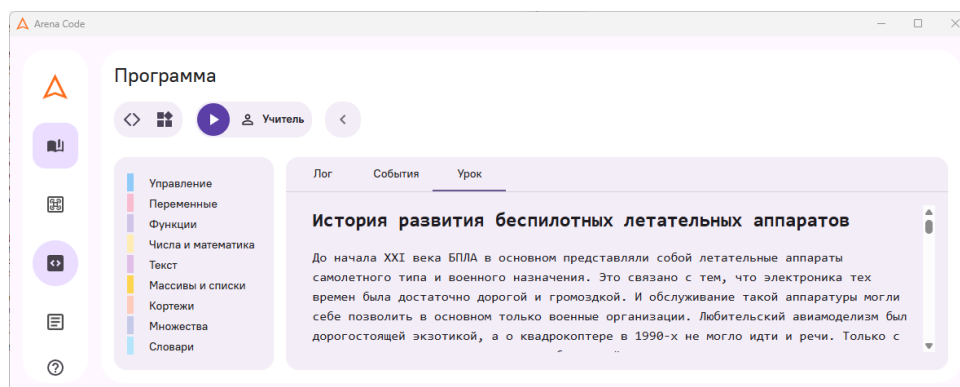 Arena Code
Программа
Учитель
Управление
Переменные
Функции
Числа и математика
Текст
Массивы и списки
Кортежи
Множества
Словари
Лог События Урок
История развития беспилотных летательных аппаратов
До начала XXI века БПЛА в основном представляли собой летательные аппараты
самолетного типа и военного назначения. Это связано с тем, что электроника тех
времен была достаточно дорогой и громоздкой. И обслуживание такой аппаратуры могли
себе позволить в основном только военные организации. Любительский авиамоделизм был
дорогостоящей экзотикой, а о квадрокоптере в 1990-х не могло идти и речи. Только с